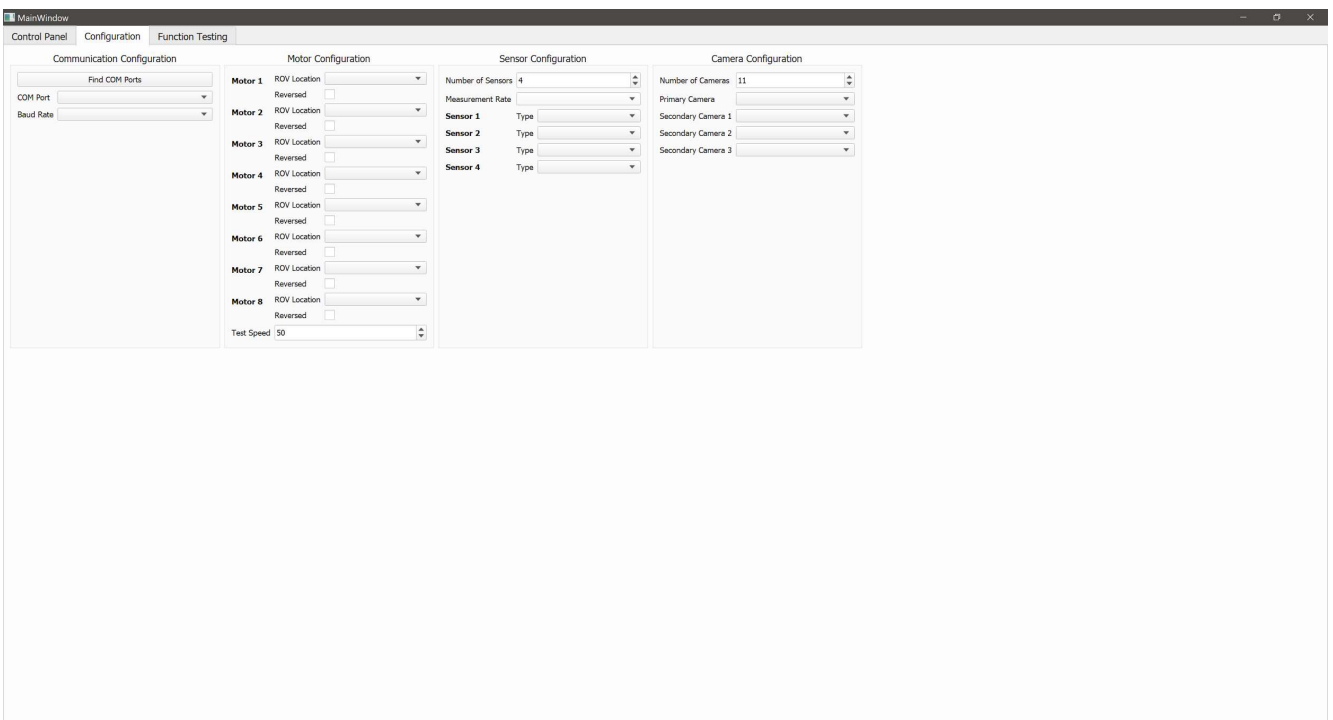 MainWindow
Control Panel Configuration Function Testing
Communication Configuration
Find COM Ports
COM Port
Baud Rate
Motor Configuration
Motor 1 ROV Location
Reversed
Motor 2 ROV Location
Reversed
Motor 3 ROV Location
Reversed
Motor 4 ROV Location
Reversed
Motor 5 ROV Location
Reversed
Motor 6 ROV Location
Reversed
Motor 7 ROV Location
Reversed
Motor 8 ROV Location
Reversed
Test Speed 50
Sensor Configuration
Number of Sensors 4
Measurement Rate
Sensor 1 Type
Sensor 2 Type
Sensor 3 Type
Sensor 4 Type
Camera Configuration
Number of Cameras 11
Primary Camera
Secondary Camera 1
Secondary Camera 2
Secondary Camera 3